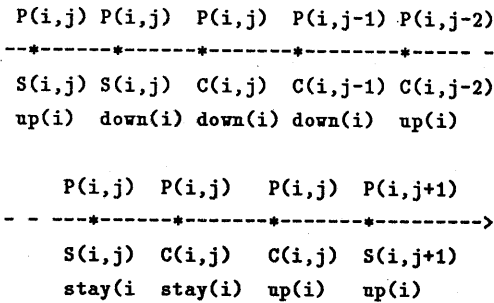 P(i,j) P(i,j) P(i,j) P(i,j-1) P(i,j-2)
--*-------*--------*--------*--------*----- -
S(i,j) S(i,j) C(i,j) C(i,j-1) C(i,j-2)
up(i) down(i) down(i) down(i) up(i)
P(i,j) P(i,j) P(i,j) P(i,j+1)
- - ---*-------*--------*--------*--------->
S(i,j) C(i,j) C(i,j) S(i,j+1)
stay(i stay(i) up(i) up(i)